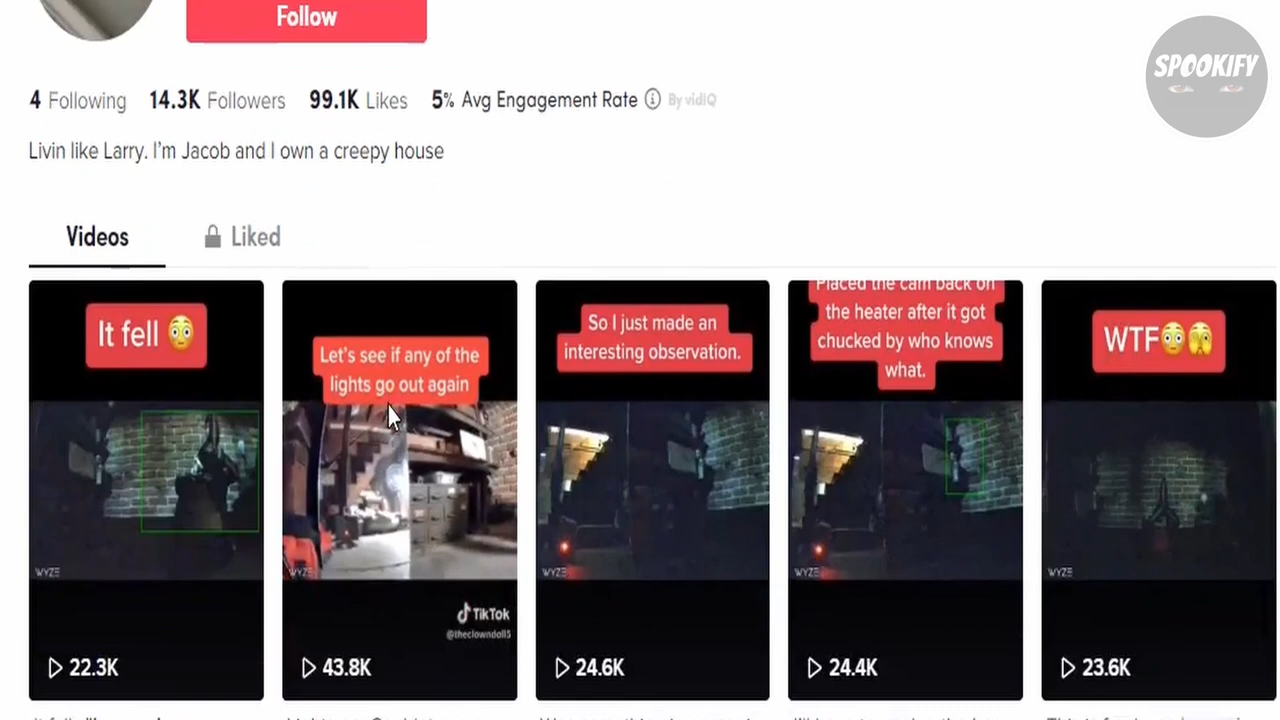 Follow
SPOOKIFY
4 Following 14.3K Followers 99.1K Likes 5% Avg Engagement Rate By vidIQ
Livin like Larry. I'm Jacob and I own a creepy house
Videos Liked
It fell 😳
Let's see if any of the
lights go out again
So I just made an
interesting observation.
Placed the cam back on
the heater after it got
chucked by who knows
what.
WTF😳🫣
WYZE
WYZE
WYZE
WYZE
WYZE
TikTok
@theclowndoll5
22.3K
43.8K
24.6K
24.4K
23.6K